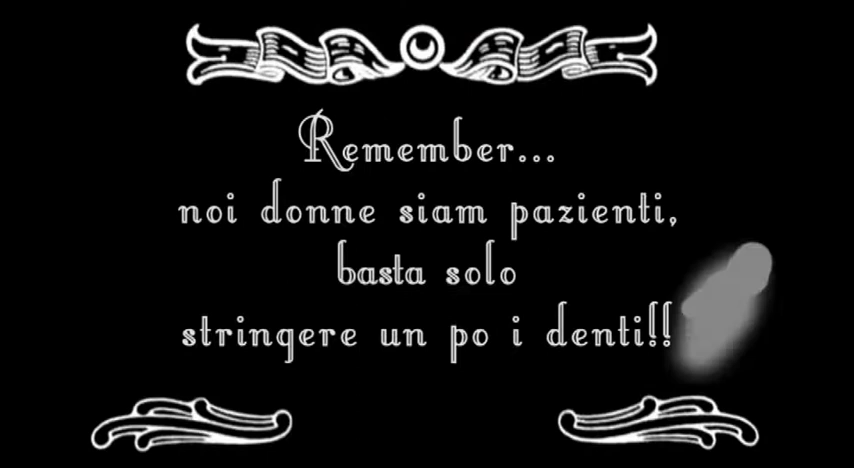 Remember...
noi donne siam pazienti,
basta solo
stringere un po i denti!!